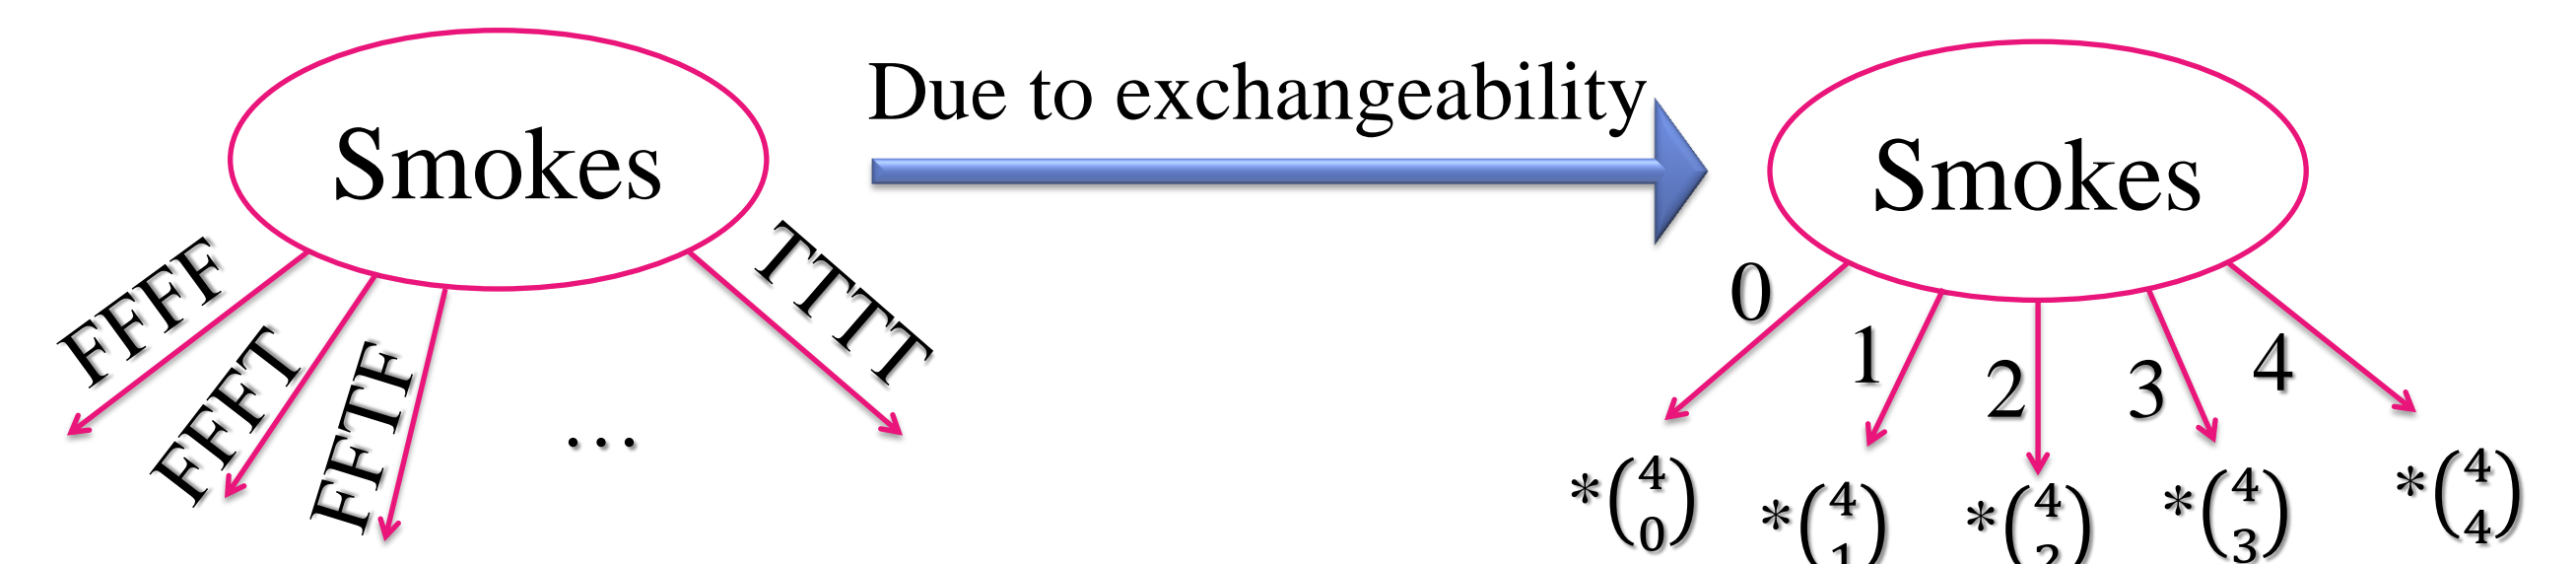 Smokes
FFFF
FFFT
FFTF
...
TTTT
Due to exchangeability
Smokes
0
1
2
3
4
*(4 0)
*(4 1)
*(4 2)
*(4 3)
*(4 4)